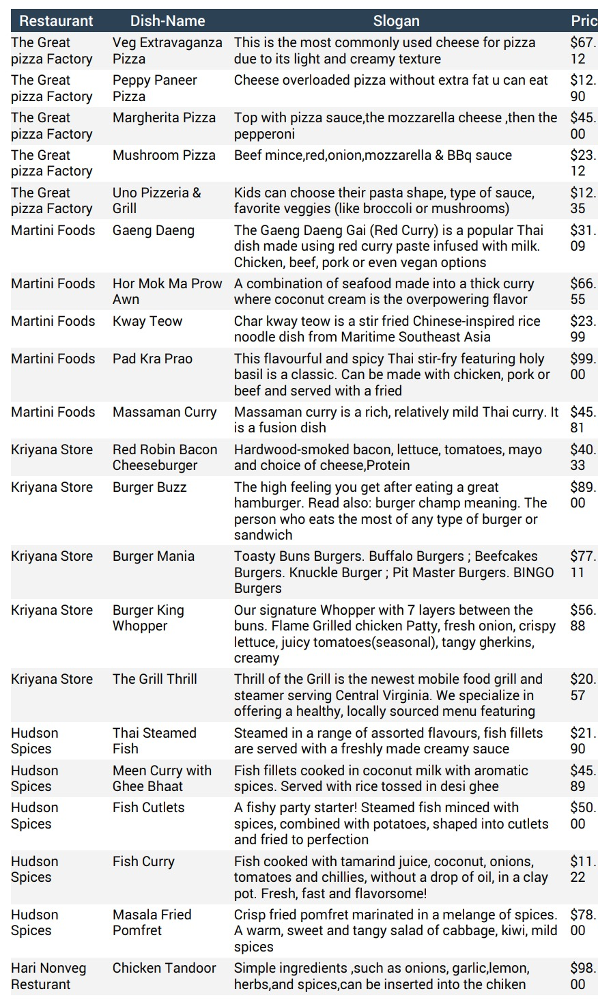 Restaurant Dish-Name Slogan Pric
The Great Veg Extravaganza This is the most commonly used cheese for pizza $67.
pizza Factory Pizza due to its light and creamy texture 12
The Great Peppy Paneer Cheese overloaded pizza without extra fat u can eat $12.
pizza Factory Pizza 90
The Great Margherita Pizza Top with pizza sauce,the mozzarella cheese ,then the $45.
pizza Factory pepperoni 00
The Great Mushroom Pizza Beef mince,red,onion,mozzarella & BBq sauce $23.
pizza Factory 12
The Great Uno Pizzeria & Kids can choose their pasta shape, type of sauce, $12.
pizza Factory Grill favorite veggies (like broccoli or mushrooms) 35
Martini Foods Gaeng Daeng The Gaeng Daeng Gai (Red Curry) is a popular Thai $31.
dish made using red curry paste infused with milk. 09
Chicken, beef, pork or even vegan options
Martini Foods Hor Mok Ma Prow A combination of seafood made into a thick curry $66.
Awn where coconut cream is the overpowering flavor 55
Martini Foods Kway Teow Char kway teow is a stir fried Chinese-inspired rice $23.
noodle dish from Maritime Southeast Asia 99
Martini Foods Pad Kra Prao This flavourful and spicy Thai stir-fry featuring holy $99.
basil is a classic. Can be made with chicken, pork or 00
beef and served with a fried
Martini Foods Massaman Curry Massaman curry is a rich, relatively mild Thai curry. It $45.
is a fusion dish 81
Kriyana Store Red Robin Bacon Hardwood-smoked bacon, lettuce, tomatoes, mayo $40.
Cheeseburger and choice of cheese,Protein 33
Kriyana Store Burger Buzz The high feeling you get after eating a great $89.
hamburger. Read also: burger champ meaning. The 00
person who eats the most of any type of burger or
sandwich
Kriyana Store Burger Mania Toasty Buns Burgers. Buffalo Burgers ; Beefcakes $77.
Burgers. Knuckle Burger ; Pit Master Burgers. BINGO 11
Burgers
Kriyana Store Burger King Our signature Whopper with 7 layers between the $56.
Whopper buns. Flame Grilled chicken Patty, fresh onion, crispy 88
lettuce, juicy tomatoes(seasonal), tangy gherkins,
creamy
Kriyana Store The Grill Thrill Thrill of the Grill is the newest mobile food grill and $20.
steamer serving Central Virginia. We specialize in 57
offering a healthy, locally sourced menu featuring
Hudson Thai Steamed Steamed in a range of assorted flavours, fish fillets $21.
Spices Fish are served with a freshly made creamy sauce 90
Hudson Meen Curry with Fish fillets cooked in coconut milk with aromatic $45.
Spices Ghee Bhaat spices. Served with rice tossed in desi ghee 89
Hudson Fish Cutlets A fishy party starter! Steamed fish minced with $50.
Spices spices, combined with potatoes, shaped into cutlets 00
and fried to perfection
Hudson Fish Curry Fish cooked with tamarind juice, coconut, onions, $11.
Spices tomatoes and chillies, without a drop of oil, in a clay 22
pot. Fresh, fast and flavorsome!
Hudson Masala Fried Crisp fried pomfret marinated in a melange of spices. $78.
Spices Pomfret A warm, sweet and tangy salad of cabbage, kiwi, mild 00
spices
Hari Nonveg Chicken Tandoor Simple ingredients ,such as onions, garlic,lemon, $98.
Resturant herbs,and spices,can be inserted into the chiken 00